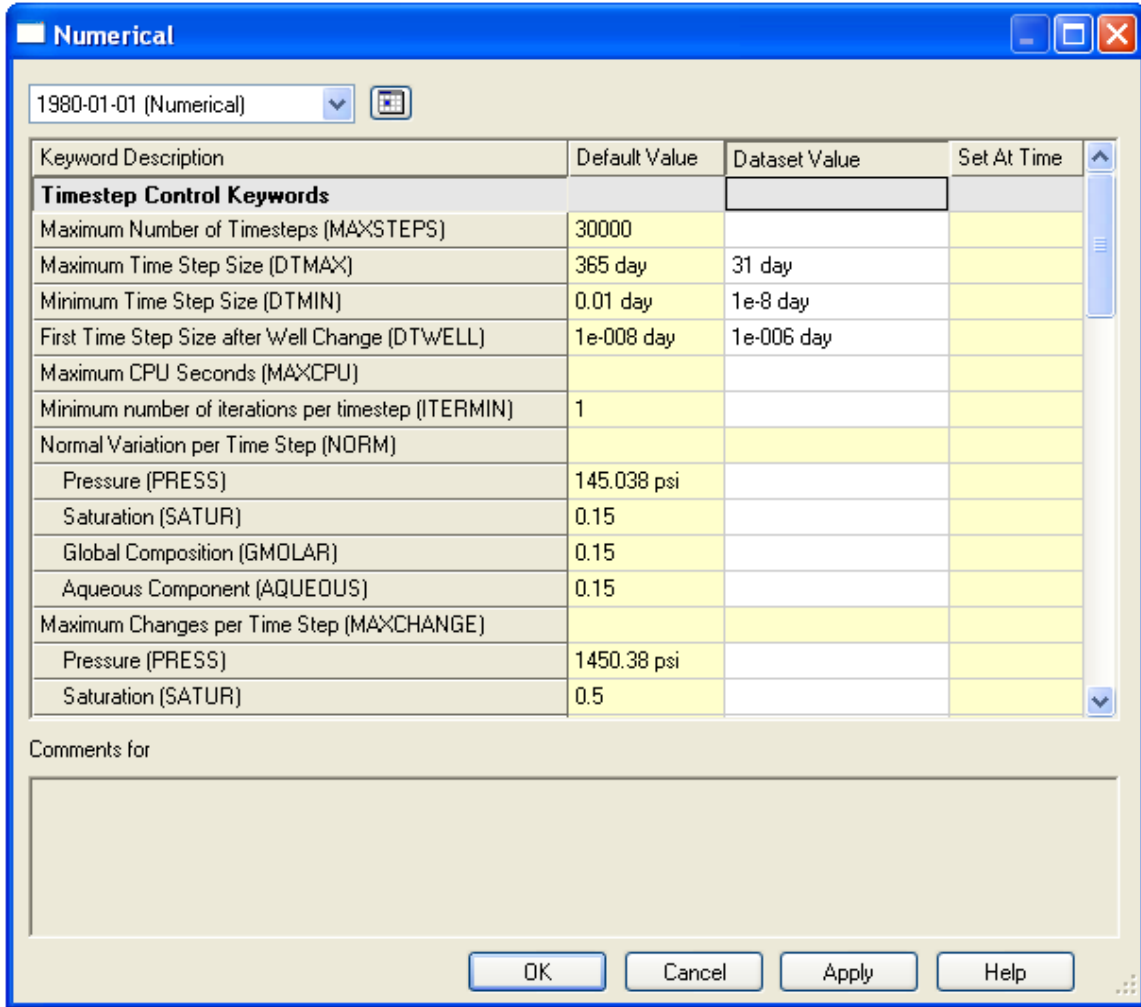 Numerical
1980-01-01 (Numerical)
Keyword Description Default Value Dataset Value Set At Time
Timestep Control Keywords
Maximum Number of Timesteps (MAXSTEPS) 30000
Maximum Time Step Size (DTMAX) 365 day 31 day
Minimum Time Step Size (DTMIN) 0.01 day 1e-8 day
First Time Step Size after Well Change (DTWELL) 1e-008 day 1e-006 day
Maximum CPU Seconds (MAXCPU)
Minimum number of iterations per timestep (ITERMIN) 1
Normal Variation per Time Step (NORM)
Pressure (PRESS) 145.038 psi
Saturation (SATUR) 0.15
Global Composition (GMOLAR) 0.15
Aqueous Component (AQUEOUS) 0.15
Maximum Changes per Time Step (MAXCHANGE)
Pressure (PRESS) 1450.38 psi
Saturation (SATUR) 0.5
Comments for
OK Cancel Apply Help